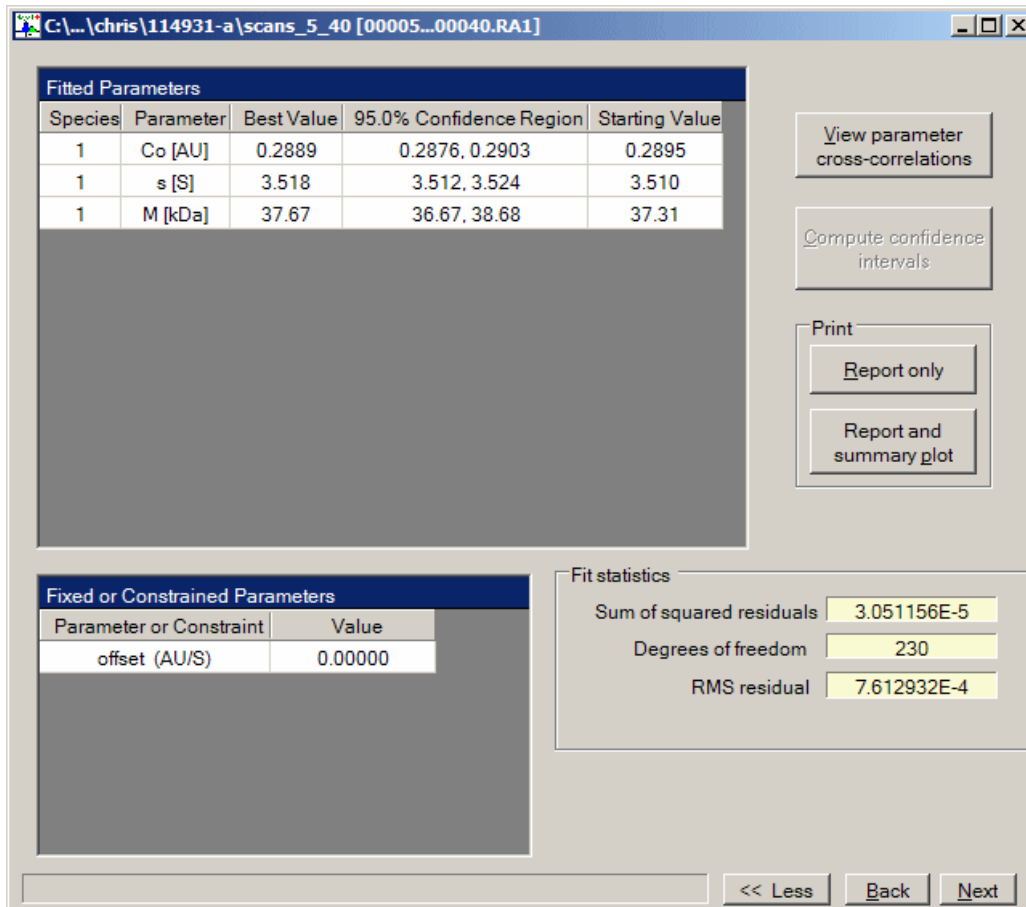 C:\...\chris\114931-a\scans_5_40 [00005...00040.RA1]
Fitted Parameters
Species Parameter Best Value 95.0% Confidence Region Starting Value
1 Co [AU] 0.2889 0.2876, 0.2903 0.2895
1 s [S] 3.518 3.512, 3.524 3.510
1 M [kDa] 37.67 36.67, 38.68 37.31
View parameter
cross-correlations
Compute confidence
intervals
Print
Report only
Report and
summary plot
Fixed or Constrained Parameters
Parameter or Constraint Value
offset (AU/S) 0.00000
Fit statistics
Sum of squared residuals 3.051156E-5
Degrees of freedom 230
RMS residual 7.612932E-4
<< Less Back Next